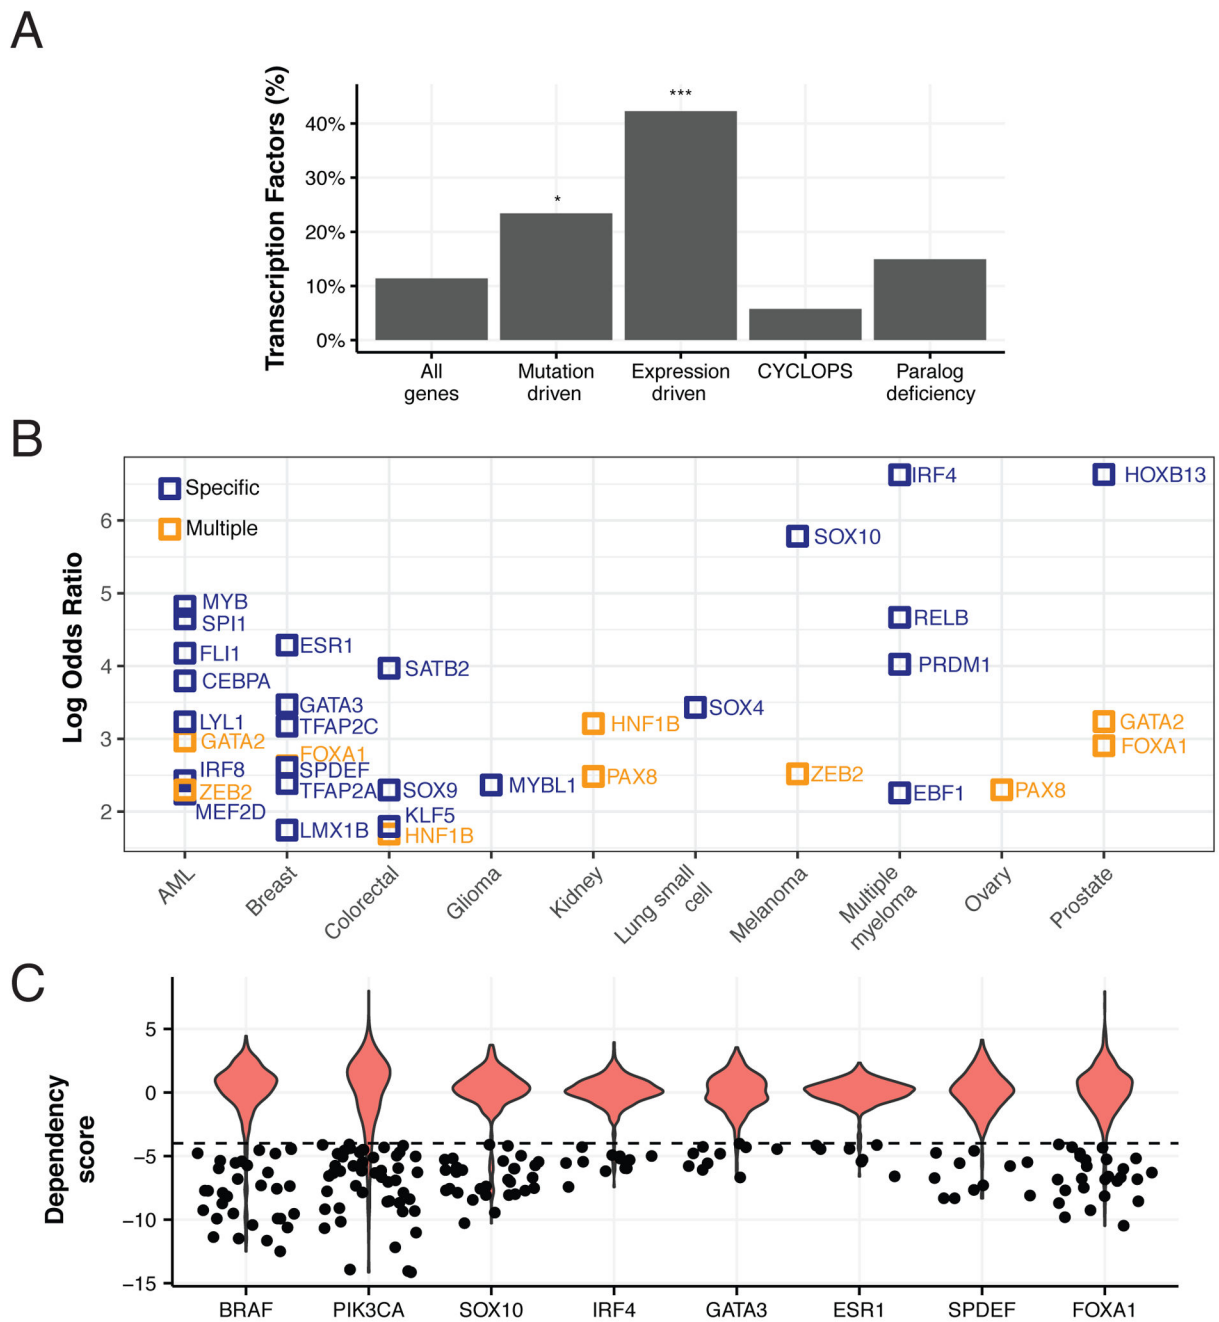 A
Transcription Factors (%)
40%
30%
20%
10%
0%
*
***
All
genes
Mutation
driven
Expression
driven
CYCLOPS
Paralog
deficiency
B
Log Odds Ratio
6
5
4
3
2
Specific
Multiple
MYB
SPI1
FLI1
CEBPA
LYL1
GATA2
IRF8
ZEB2
MEF2D
ESR1
GATA3
TFAP2C
FOXA1
SPDEF
TFAP2A
LMX1B
SATB2
SOX9
KLF5
HNF1B
MYBL1
HNF1B
PAX8
SOX4
SOX10
ZEB2
IRF4
RELB
PRDM1
EBF1
PAX8
HOXB13
GATA2
FOXA1
AML
Breast
Colorectal
Glioma
Kidney
Lung small
cell
Melanoma
Multiple
myeloma
Ovary
Prostate
C
Dependency
score
5
0
−5
−10
−15
BRAF
PIK3CA
SOX10
IRF4
GATA3
ESR1
SPDEF
FOXA1